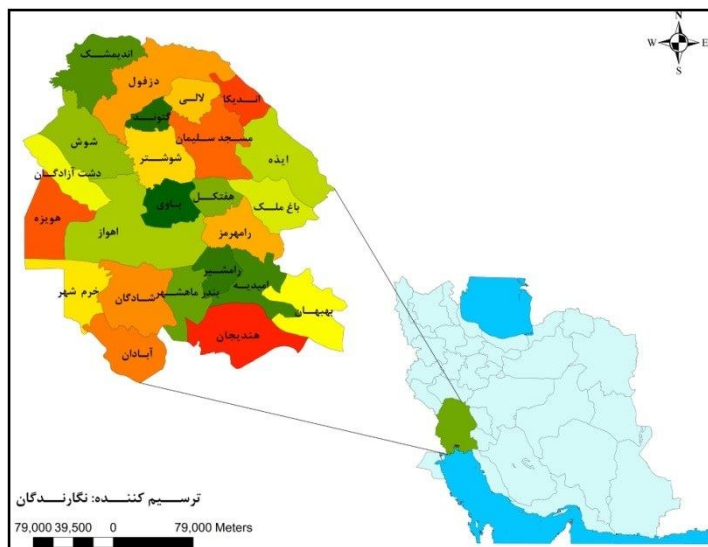 N
W E
S
اندیمشک
دزفول
لالی
اندیکا
گتوند
مسجد سلیمان
شوش
شوشتر
ایذه
دشت آزادگان
هفتکل
باغ ملک
باوی
هویزه
اهواز
رامهرمز
رامشیر
امیدیه
خرم شهر
شادگان
بندر ماهشهر
بهبهان
هندیجان
آبادان
ترسیم کننده: نگارندگان
79,000 39,500 0 79,000 Meters